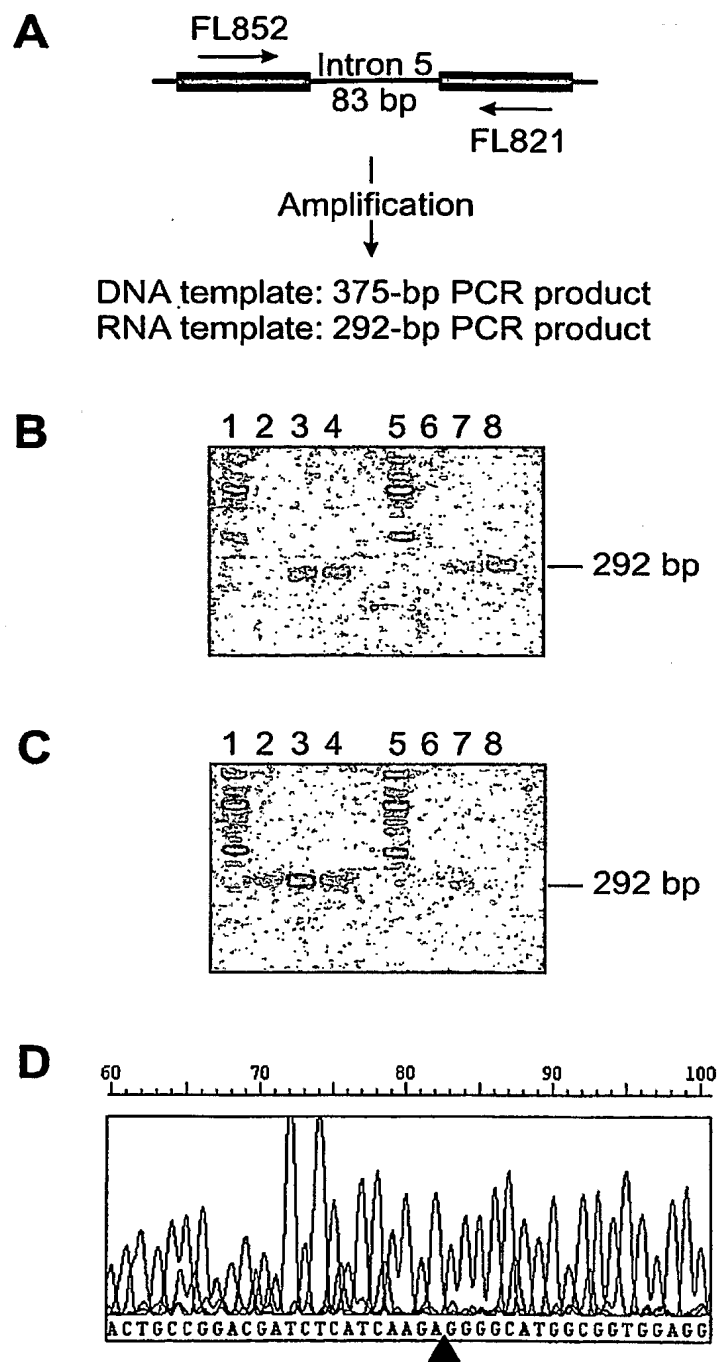 A
FL852
Intron 5
83 bp
FL821
Amplification
DNA template: 375-bp PCR product
RNA template: 292-bp PCR product
B
1 2 3 4 5 6 7 8
292 bp
C
1 2 3 4 5 6 7 8
292 bp
D
60 70 80 90 100
ACTGCCGGACGATCTCATCAAGAGGGGCATGGCGGTGGAGG